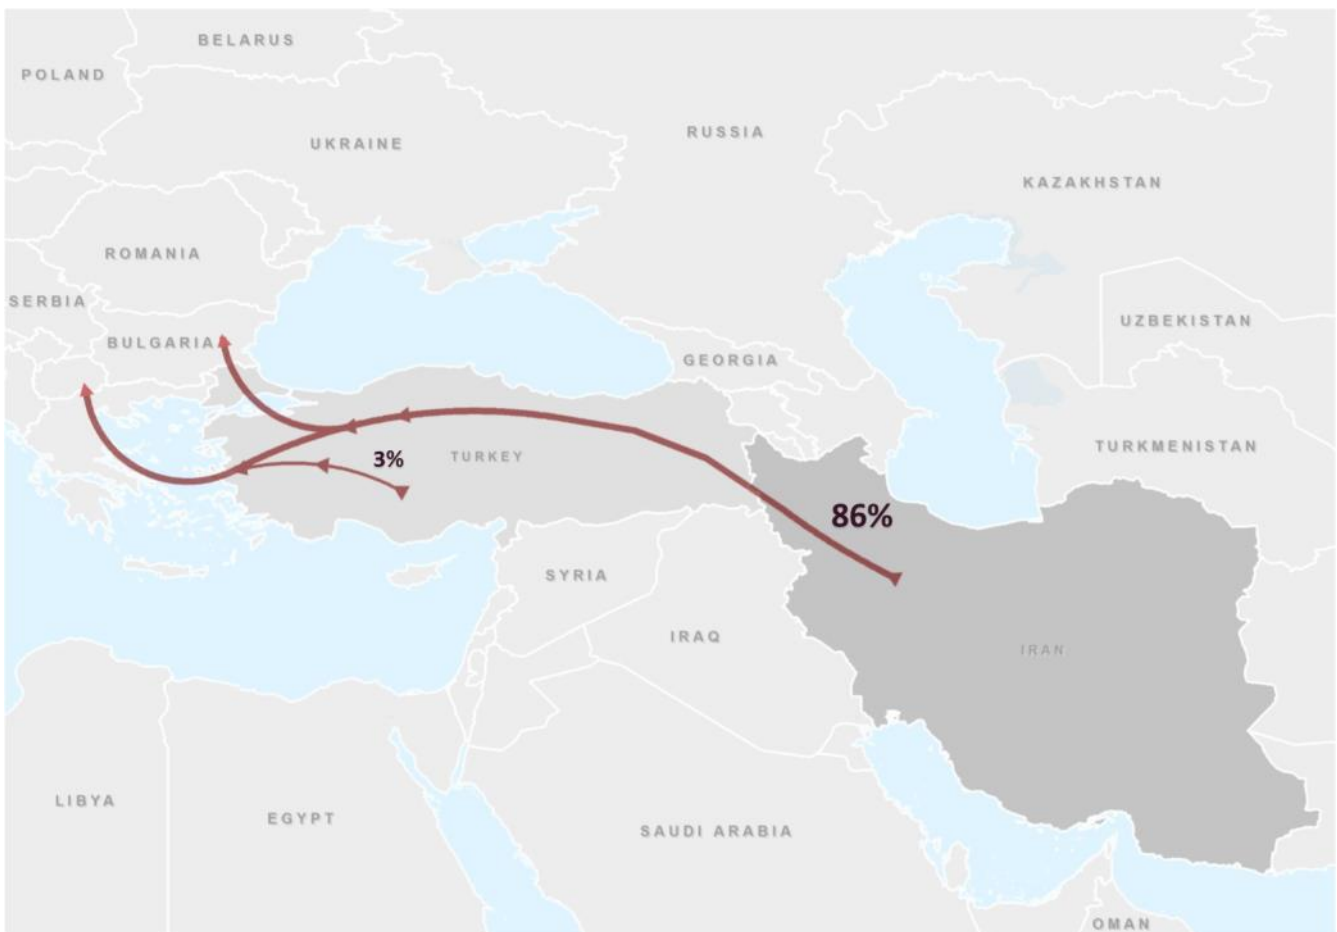 BELARUS
POLAND
RUSSIA
UKRAINE
KAZAKHSTAN
ROMANIA
SERBIA
UZBEKISTAN
BULGARIA
GEORGIA
TURKMENISTAN
3%
TURKEY
86%
SYRIA
IRAQ
IRAN
LIBYA
EGYPT
SAUDI ARABIA
OMAN